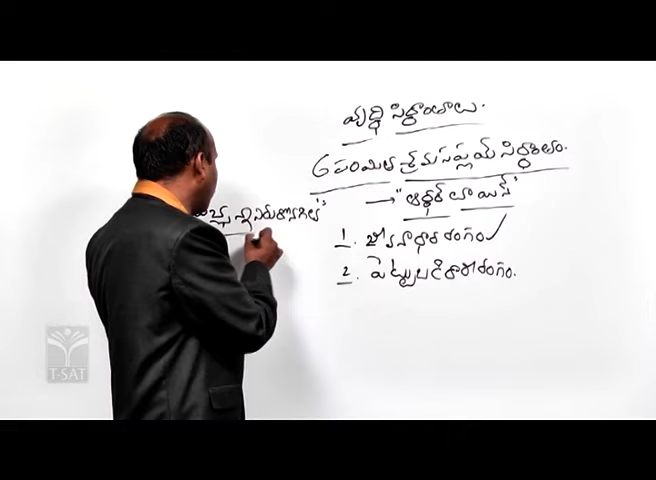 వృద్ధి సిద్ధాంతాలు.
అపరిమిత శ్రమ సప్లయ్ సిద్ధాంతం.
→ "ఆర్థర్ లూయిస్"
1. జీవనాధార రంగం ✓
2. పెట్టుబడిదారీ రంగం.
T-SAT